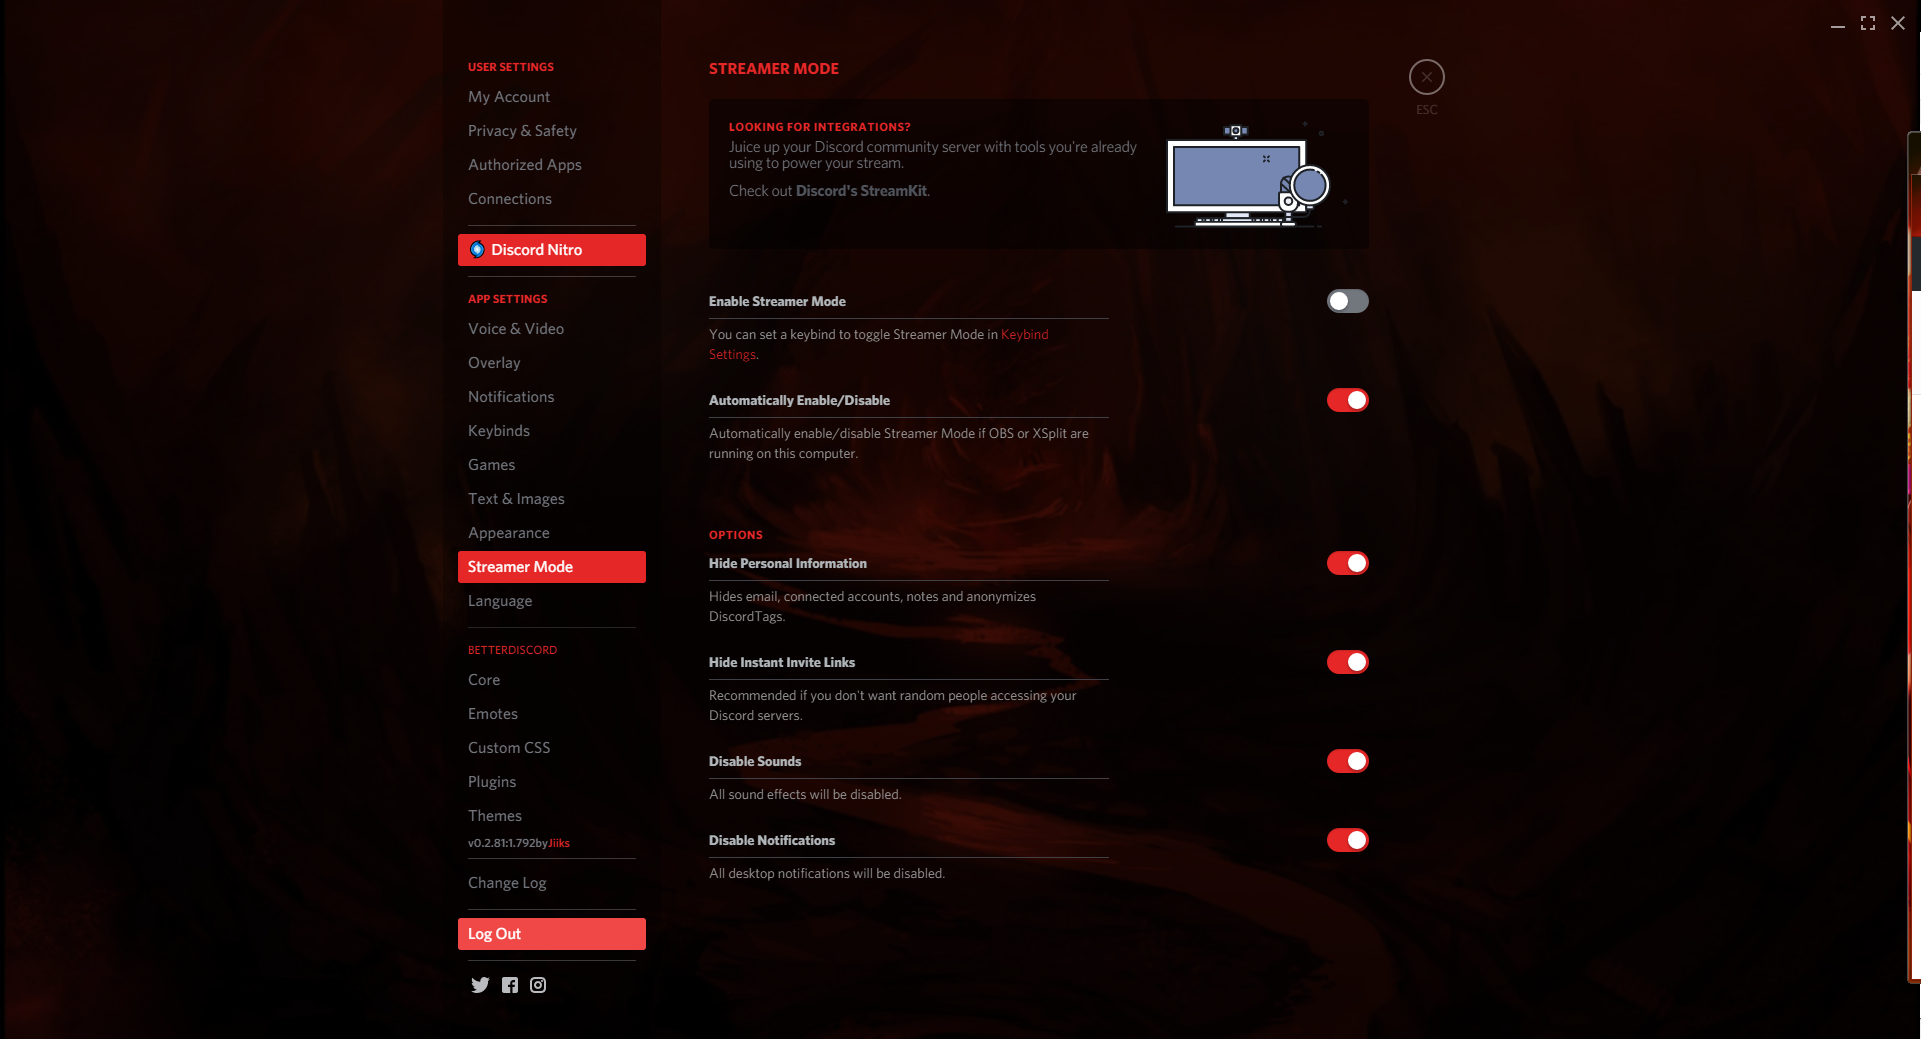 USER SETTINGS
My Account
Privacy & Safety
Authorized Apps
Connections
Discord Nitro
APP SETTINGS
Voice & Video
Overlay
Notifications
Keybinds
Games
Text & Images
Appearance
Streamer Mode
Language
BETTERDISCORD
Core
Emotes
Custom CSS
Plugins
Themes
v0.2.81:1.792byJiiks
Change Log
Log Out
STREAMER MODE
LOOKING FOR INTEGRATIONS?
Juice up your Discord community server with tools you're already
using to power your stream.
Check out Discord's StreamKit.
Enable Streamer Mode
You can set a keybind to toggle Streamer Mode in Keybind
Settings.
Automatically Enable/Disable
Automatically enable/disable Streamer Mode if OBS or XSplit are
running on this computer.
OPTIONS
Hide Personal Information
Hides email, connected accounts, notes and anonymizes
DiscordTags.
Hide Instant Invite Links
Recommended if you don't want random people accessing your
Discord servers.
Disable Sounds
All sound effects will be disabled.
Disable Notifications
All desktop notifications will be disabled.
ESC